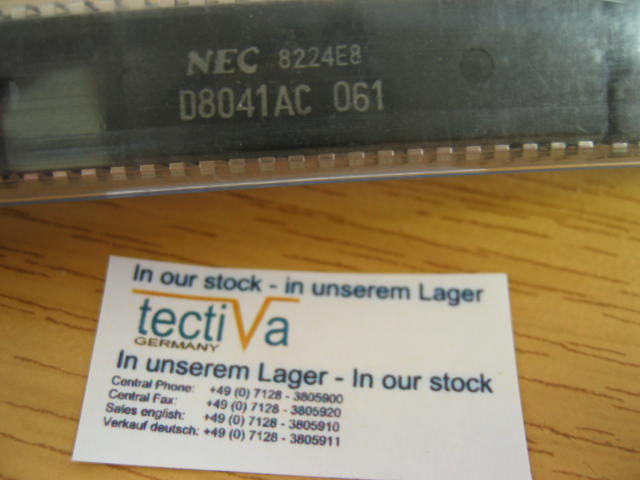 NEC 8224E8
D8041AC 061
In our stock - in unserem Lager
tectiVa
GERMANY
In unserem Lager - In our stock
Central Phone: +49 (0) 7128 - 3805900
Central Fax: +49 (0) 7128 - 3805920
Sales english: +49 (0) 7128 - 3805910
Verkauf deutsch: +49 (0) 7128 - 3805911